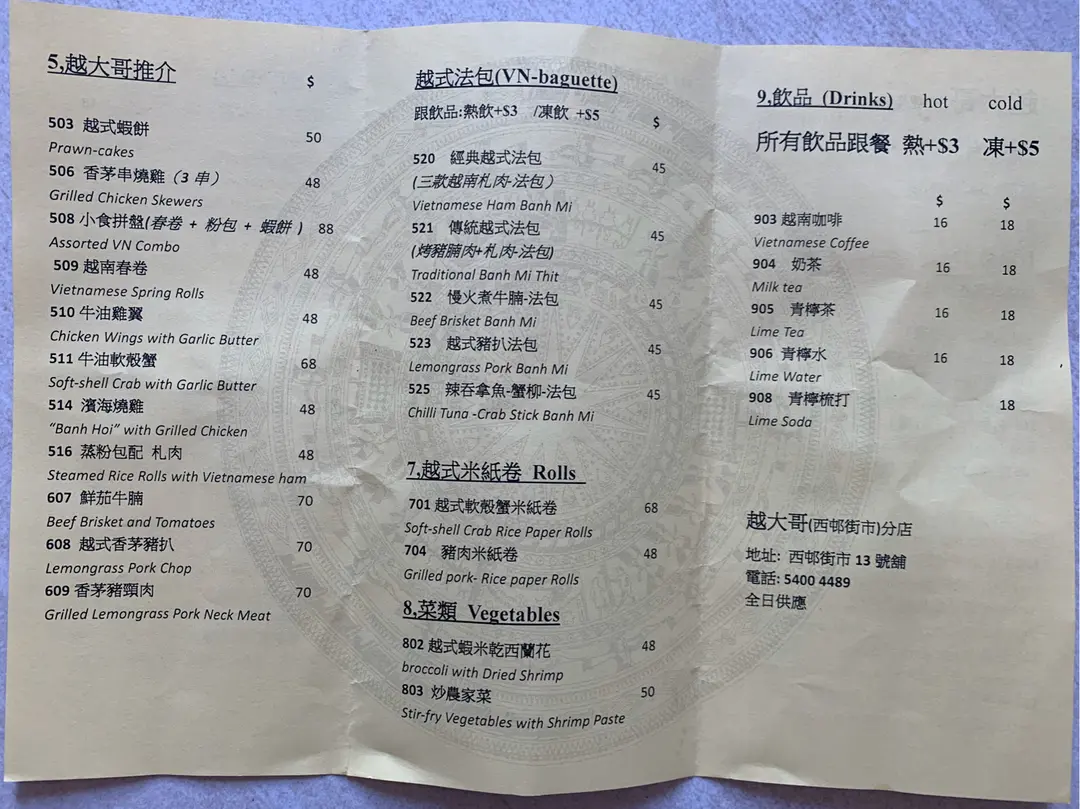 5,越大哥推介 $
503 越式蝦餅 50
Prawn-cakes
506 香茅串燒雞（3 串） 48
Grilled Chicken Skewers
508 小食拼盤(春卷 + 粉包 + 蝦餅 ) 88
Assorted VN Combo
509 越南春卷 48
Vietnamese Spring Rolls
510 牛油雞翼 48
Chicken Wings with Garlic Butter
511 牛油軟殼蟹 68
Soft-shell Crab with Garlic Butter
514 濱海燒雞 48
“Banh Hoi” with Grilled Chicken
516 蒸粉包配 札肉 48
Steamed Rice Rolls with Vietnamese ham
607 鮮茄牛腩 70
Beef Brisket and Tomatoes
608 越式香茅豬扒 70
Lemongrass Pork Chop
609 香茅豬頸肉 70
Grilled Lemongrass Pork Neck Meat
越式法包(VN-baguette)
跟飲品:熱飲+$3 /凍飲 +$5 $
520 經典越式法包 45
(三款越南札肉-法包）
Vietnamese Ham Banh Mi
521 傳統越式法包 45
(烤豬腩肉+札肉-法包)
Traditional Banh Mi Thit
522 慢火煮牛腩-法包 45
Beef Brisket Banh Mi
523 越式豬扒法包 45
Lemongrass Pork Banh Mi
525 辣吞拿魚-蟹柳-法包 45
Chilli Tuna -Crab Stick Banh Mi
7,越式米紙卷 Rolls
701 越式軟殼蟹米紙卷 68
Soft-shell Crab Rice Paper Rolls
704 豬肉米紙卷 48
Grilled pork- Rice paper Rolls
8,菜類 Vegetables
802 越式蝦米乾西蘭花 48
broccoli with Dried Shrimp
803 炒農家菜 50
Stir-fry Vegetables with Shrimp Paste
9,飲品 (Drinks) hot cold
所有飲品跟餐 熱+$3 凍+$5
$ $
903 越南咖啡 16 18
Vietnamese Coffee
904 奶茶 16 18
Milk tea
905 青檸茶 16 18
Lime Tea
906 青檸水 16 18
Lime Water
908 青檸梳打 18
Lime Soda
越大哥(西邨街市)分店
地址: 西邨街市 13 號舖
電話: 5400 4489
全日供應